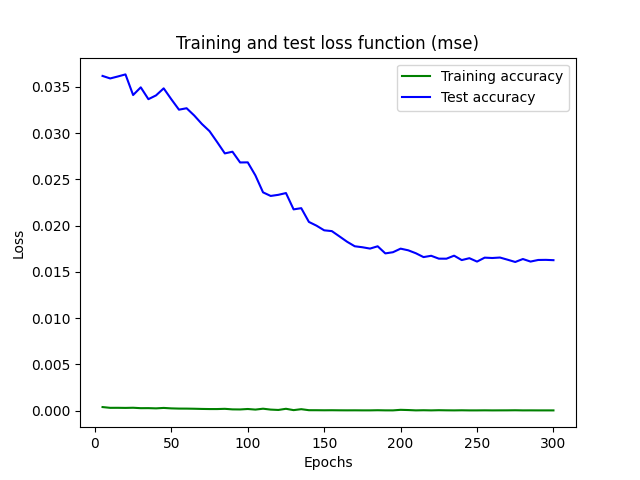 Training and test loss function (mse)
Training accuracy
Test accuracy
0.035
0.030
0.025
0.020
0.015
0.010
0.005
0.000
Loss
0 50 100 150 200 250 300
Epochs